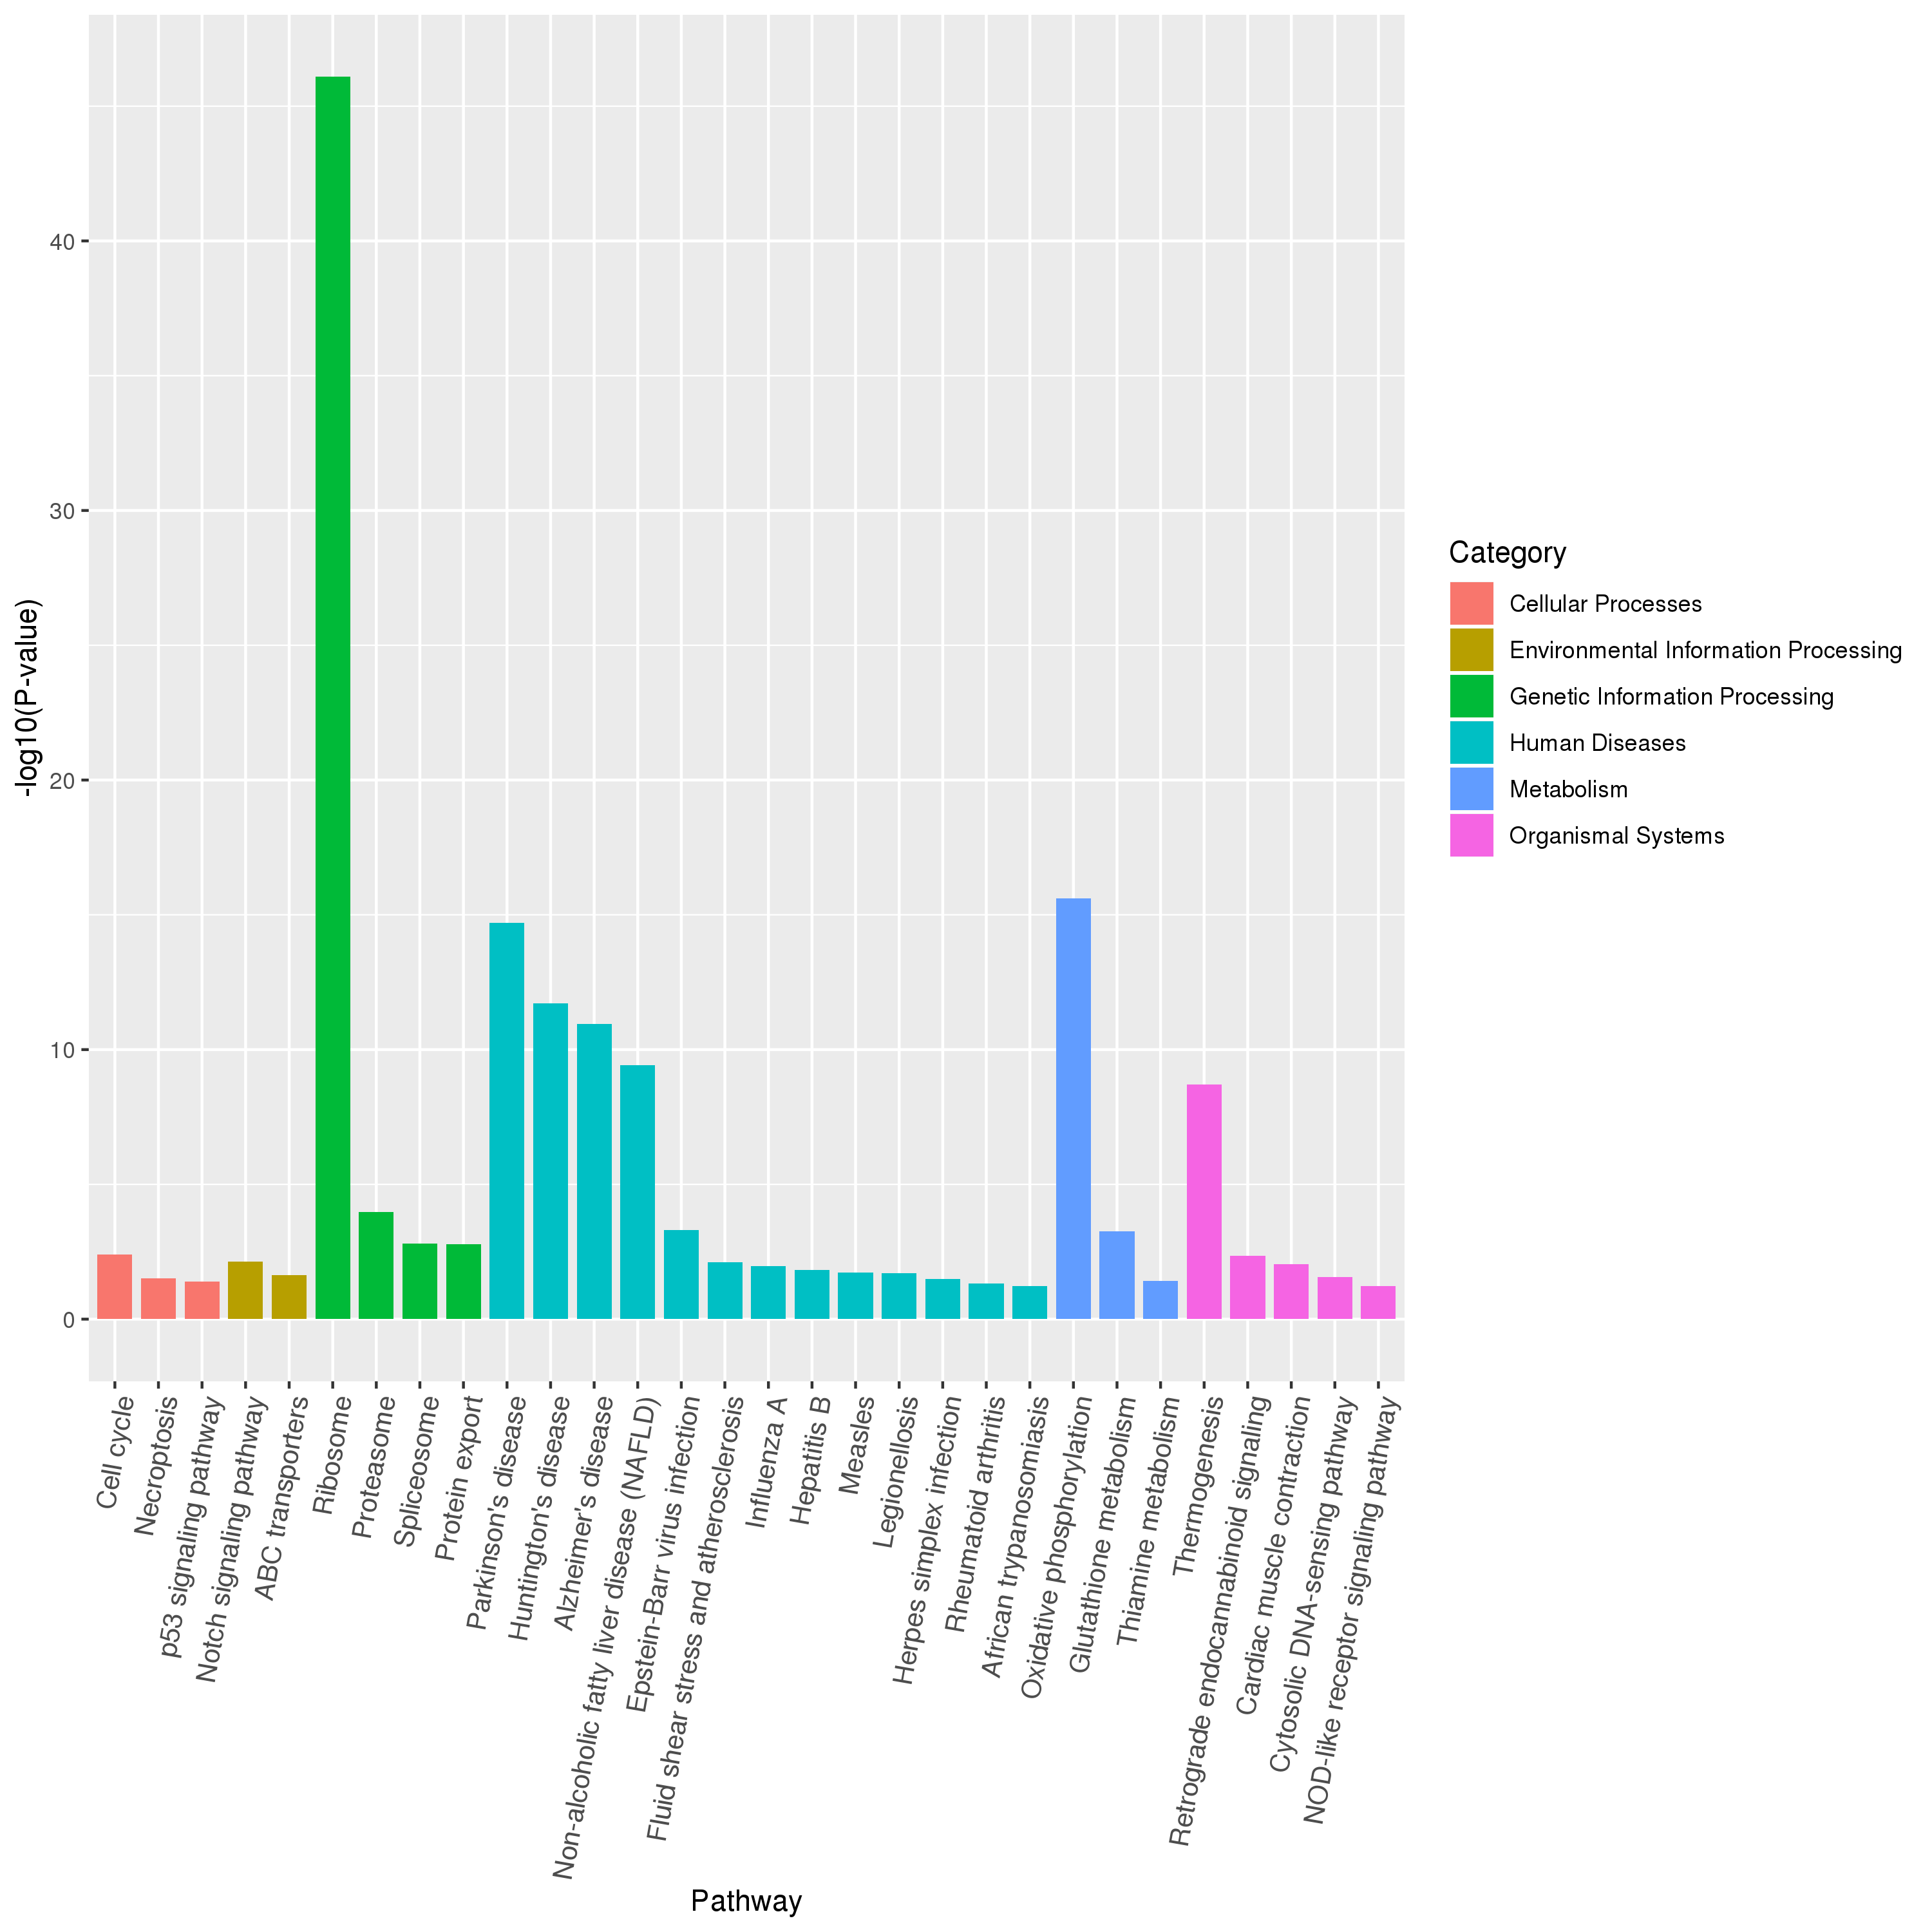 40
30
20
10
0
-log10(P-value)
Cell cycle
Necroptosis
p53 signaling pathway
Notch signaling pathway
ABC transporters
Ribosome
Proteasome
Spliceosome
Protein export
Parkinson's disease
Huntington's disease
Alzheimer's disease
Non-alcoholic fatty liver disease (NAFLD)
Epstein-Barr virus infection
Fluid shear stress and atherosclerosis
Influenza A
Hepatitis B
Measles
Legionellosis
Herpes simplex infection
Rheumatoid arthritis
African trypanosomiasis
Oxidative phosphorylation
Glutathione metabolism
Thiamine metabolism
Thermogenesis
Retrograde endocannabinoid signaling
Cardiac muscle contraction
Cytosolic DNA-sensing pathway
NOD-like receptor signaling pathway
Pathway
Category
Cellular Processes
Environmental Information Processing
Genetic Information Processing
Human Diseases
Metabolism
Organismal Systems